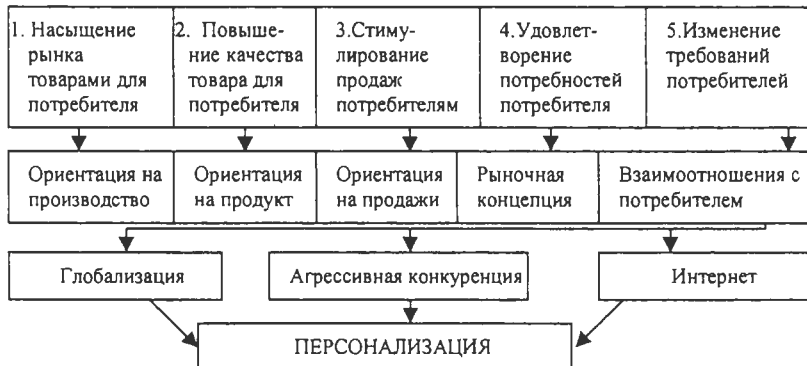 1. Насыщение
рынка
товарами для
потребителя
2. Повыше-
ние качества
товара для
потребителя
3.Стиму-
лирование
продаж
потребителям
4.Удовлет-
ворение
потребностей
потребителя
5.Изменение
требований
потребителей
Ориентация на
производство
Ориентация
на продукт
Ориентация
на продажи
Рыночная
концепция
Взаимоотношения с
потребителем
Глобализация
Агрессивная конкуренция
Интернет
ПЕРСОНАЛИЗАЦИЯ